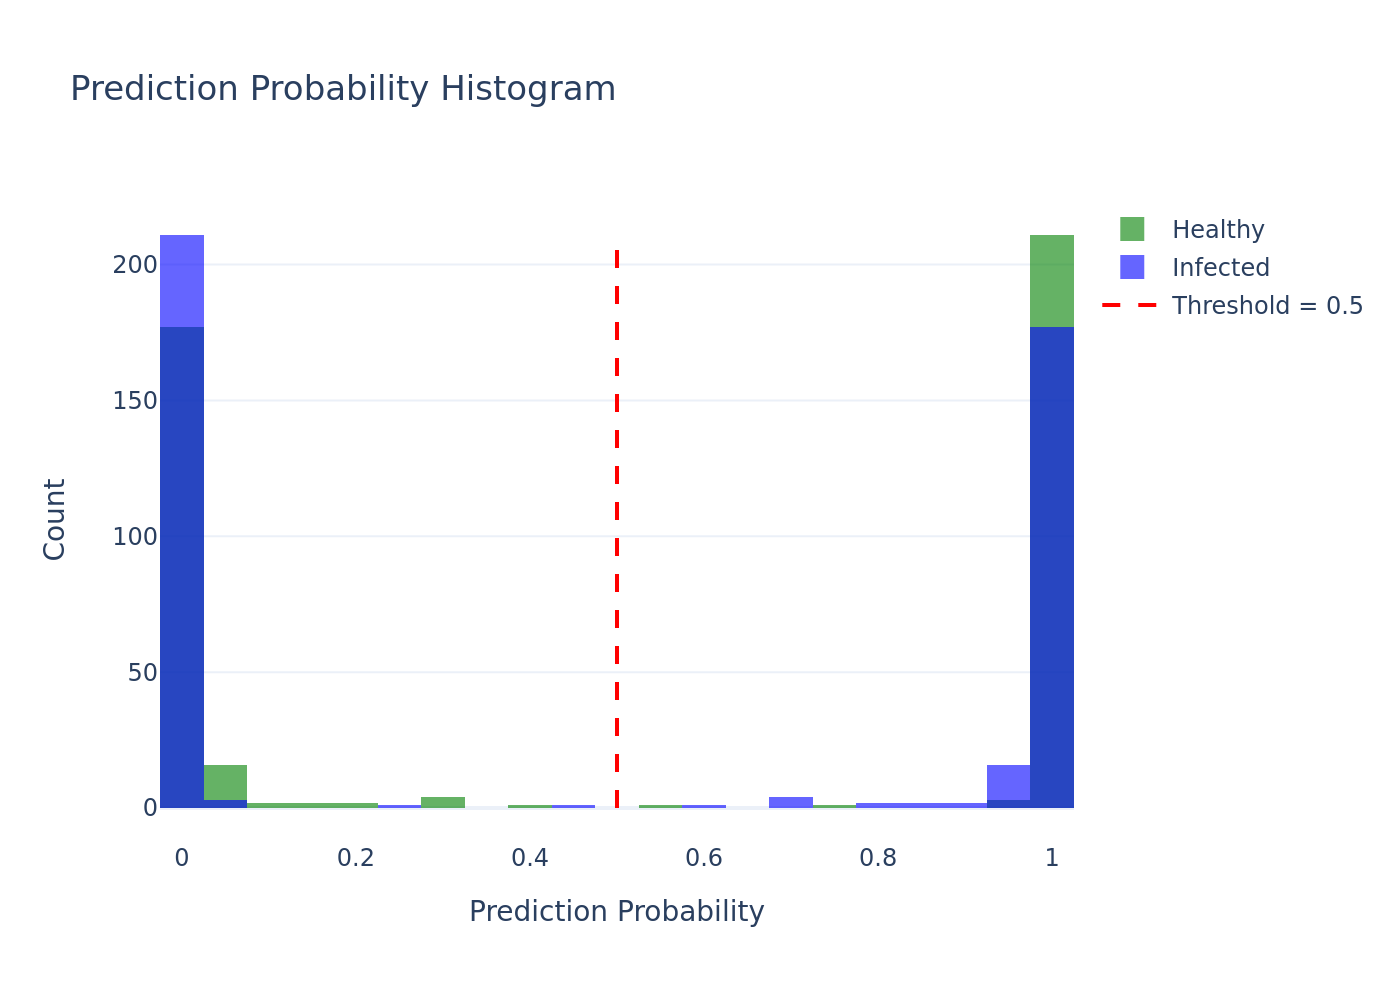 Prediction Probability Histogram
Healthy
Infected
Threshold = 0.5
200
150
100
50
0
Count
0 0.2 0.4 0.6 0.8 1
Prediction Probability